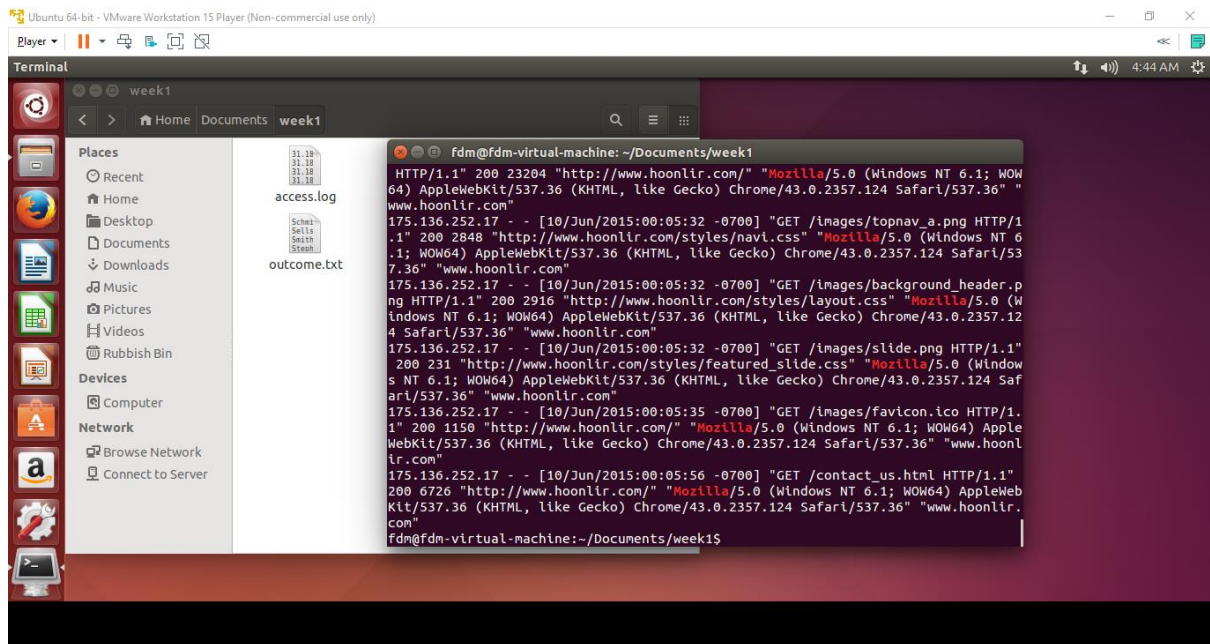 Ubuntu 64-bit - VMware Workstation 15 Player (Non-commercial use only)
Player
Terminal
4:44 AM
week1
Home Documents week1
Places
Recent
Home
Desktop
Documents
Downloads
Music
Pictures
Videos
Rubbish Bin
Devices
Computer
Network
Browse Network
Connect to Server
31.18
31.18
31.18
31.18
access.log
Schmi
Sells
Smith
Steph
outcome.txt
fdm@fdm-virtual-machine: ~/Documents/week1
HTTP/1.1" 200 23204 "http://www.hoonlir.com/" "Mozilla/5.0 (Windows NT 6.1; WOW
64) AppleWebKit/537.36 (KHTML, like Gecko) Chrome/43.0.2357.124 Safari/537.36" "
www.hoonlir.com"
175.136.252.17 - - [10/Jun/2015:00:05:32 -0700] "GET /images/topnav_a.png HTTP/1
.1" 200 2848 "http://www.hoonlir.com/styles/navi.css" "Mozilla/5.0 (Windows NT 6
.1; WOW64) AppleWebKit/537.36 (KHTML, like Gecko) Chrome/43.0.2357.124 Safari/53
7.36" "www.hoonlir.com"
175.136.252.17 - - [10/Jun/2015:00:05:32 -0700] "GET /images/background_header.p
ng HTTP/1.1" 200 2916 "http://www.hoonlir.com/styles/layout.css" "Mozilla/5.0 (W
indows NT 6.1; WOW64) AppleWebKit/537.36 (KHTML, like Gecko) Chrome/43.0.2357.12
4 Safari/537.36" "www.hoonlir.com"
175.136.252.17 - - [10/Jun/2015:00:05:32 -0700] "GET /images/slide.png HTTP/1.1"
200 231 "http://www.hoonlir.com/styles/featured_slide.css" "Mozilla/5.0 (Window
s NT 6.1; WOW64) AppleWebKit/537.36 (KHTML, like Gecko) Chrome/43.0.2357.124 Saf
ari/537.36" "www.hoonlir.com"
175.136.252.17 - - [10/Jun/2015:00:05:35 -0700] "GET /images/favicon.ico HTTP/1.
1" 200 1150 "http://www.hoonlir.com/" "Mozilla/5.0 (Windows NT 6.1; WOW64) Apple
WebKit/537.36 (KHTML, like Gecko) Chrome/43.0.2357.124 Safari/537.36" "www.hoonl
ir.com"
175.136.252.17 - - [10/Jun/2015:00:05:56 -0700] "GET /contact_us.html HTTP/1.1"
200 6726 "http://www.hoonlir.com/" "Mozilla/5.0 (Windows NT 6.1; WOW64) AppleWeb
Kit/537.36 (KHTML, like Gecko) Chrome/43.0.2357.124 Safari/537.36" "www.hoonlir.
com"
fdm@fdm-virtual-machine:~/Documents/week1$